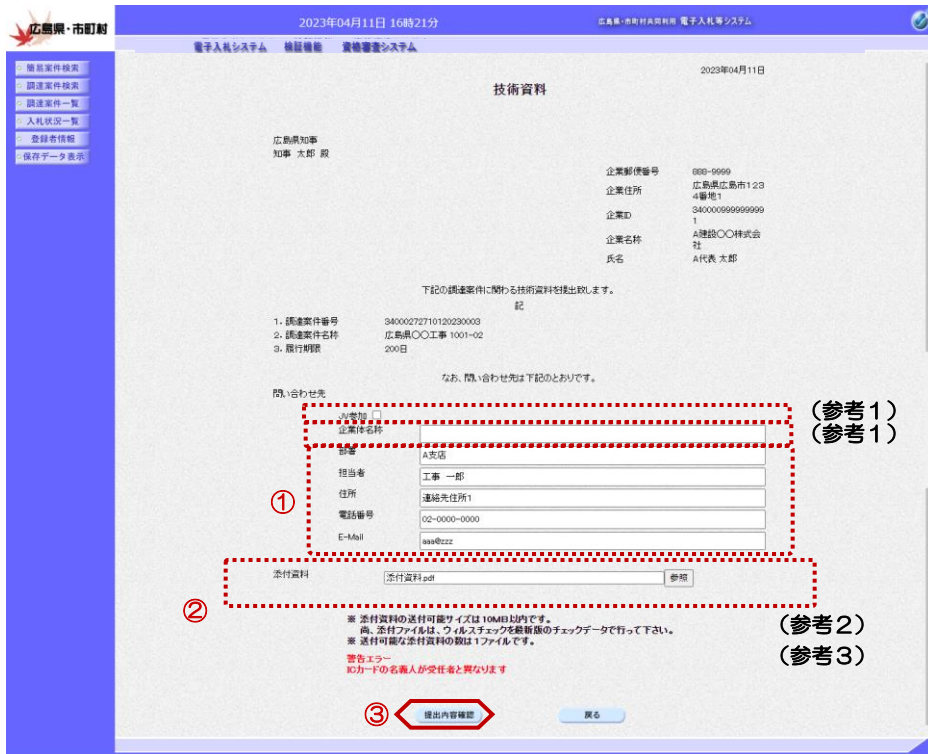 広島県・市町村
2023年04月11日 16時21分
広島県・市町村共同利用 電子入札等システム
電子入札システム 検証機能 資格審査システム
簡易案件検索
調達案件検索
調達案件一覧
入札状況一覧
登録者情報
保存データ表示
2023年04月11日
技術資料
広島県知事
知事 太郎 殿
企業郵便番号 888-9999
企業住所 広島県広島市123
4番地1
企業ID 340000999999999
1
企業名称 A建設〇〇株式会
社
氏名 A代表 太郎
下記の調達案件に関わる技術資料を提出致します。
記
1. 調達案件番号 34000272710120230003
2. 調達案件名称 広島県〇〇工事 1001-02
3. 履行期限 200日
なお、問い合わせ先は下記のとおりです。
問い合わせ先
JV参加
(参考1)
企業体名称
(参考1)
部署 A支店
担当者 工事 一郎
①
住所 連絡先住所1
電話番号 02-0000-0000
E-Mail aaa@zzz
添付資料 添付資料.pdf 参照
②
※ 添付資料の送付可能サイズは10MB以内です。
尚、添付ファイルは、ウィルスチェックを最新版のチェックデータで行って下さい。
(参考2)
※ 送付可能な添付資料の数は1ファイルです。
(参考3)
警告エラー
ICカードの名義人が受任者と異なります
③ 提出内容確認 戻る